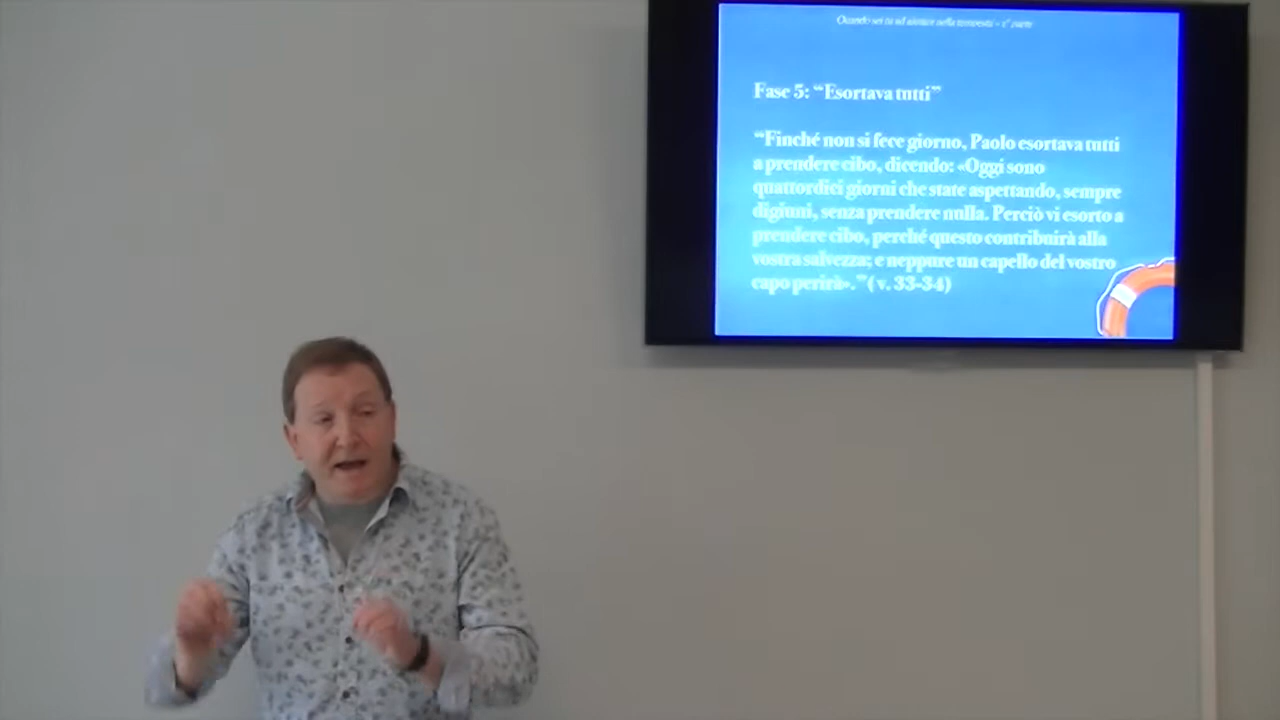 Quando sei tu ad aiutare nella tempesta - 1° parte
Fase 5: “Esortava tutti”
“Finché non si fece giorno, Paolo esortava tutti
a prendere cibo, dicendo: «Oggi sono
quattordici giorni che state aspettando, sempre
digiuni, senza prendere nulla. Perciò vi esorto a
prendere cibo, perché questo contribuirà alla
vostra salvezza; e neppure un capello del vostro
capo perirà».” ( v. 33-34)